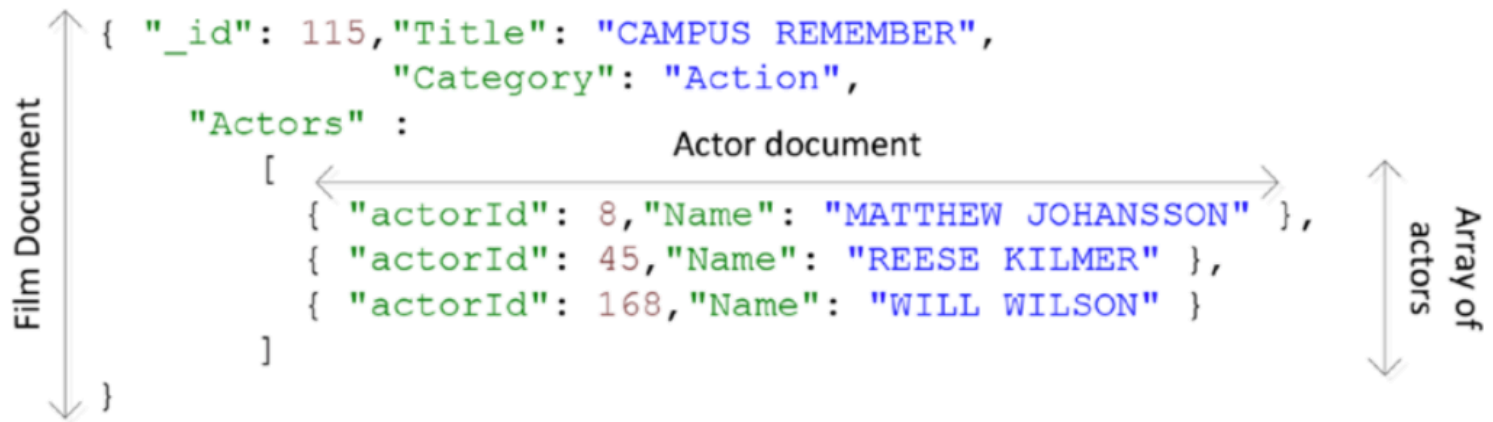 { "_id": 115,"Title": "CAMPUS REMEMBER",
"Category": "Action",
"Actors" :
Actor document
[
{ "actorId": 8,"Name": "MATTHEW JOHANSSON" },
{ "actorId": 45,"Name": "REESE KILMER" },
{ "actorId": 168,"Name": "WILL WILSON" }
]
}
Film Document
Array of
actors